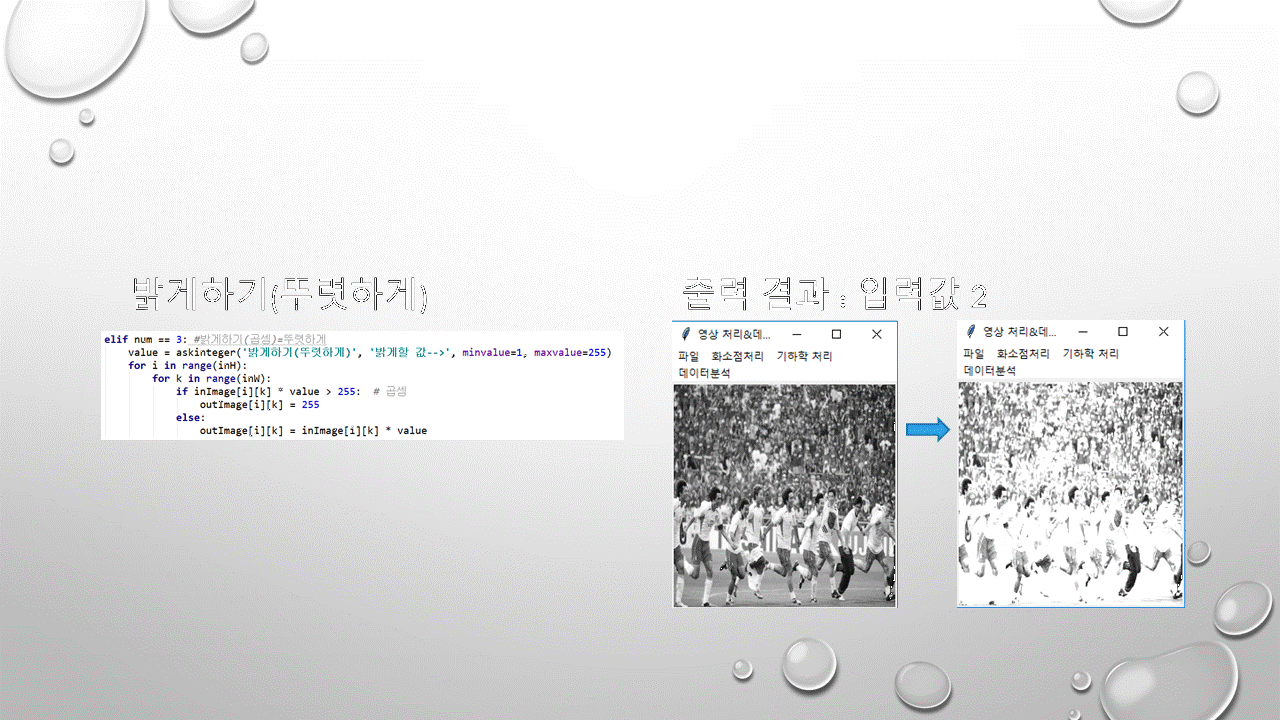 밝게하기(뚜렷하게)
elif num == 3: #밝게하기(곱셈)=뚜렷하게
value = askinteger('밝게하기(뚜렷하게)', '밝게할 값-->', minvalue=1, maxvalue=255)
for i in range(inH):
for k in range(inW):
if inImage[i][k] * value > 255:  # 곱셈
outImage[i][k] = 255
else:
outImage[i][k] = inImage[i][k] * value
출력 결과 : 입력값 2
영상 처리&데...
파일 화소점처리 기하학 처리
데이터분석
영상 처리&데...
파일 화소점처리 기하학 처리
데이터분석